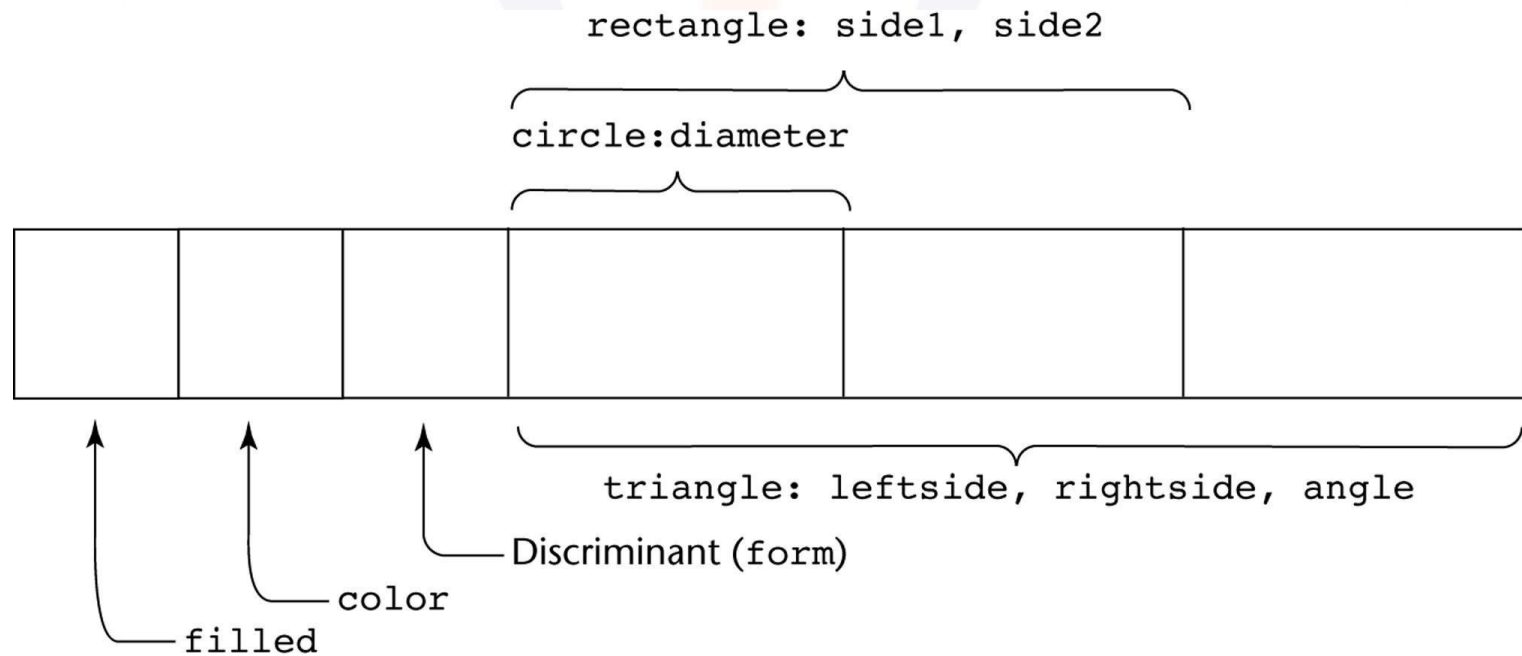 rectangle: side1, side2
circle:diameter
triangle: leftside, rightside, angle
Discriminant (form)
color
filled